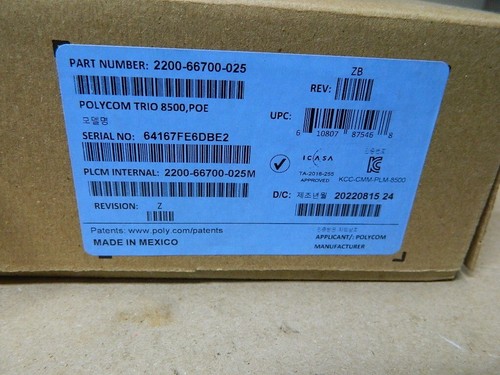 PART NUMBER: 2200-66700-025
ZB
REV:
POLYCOM TRIO 8500,POE
모델명
UPC:
6 10807 87546 8
SERIAL NO: 64167FE6DBE2
ICASA
TA-2016-255
APPROVED
KCC-CMM-PLM-8500
PLCM INTERNAL: 2200-66700-025M
D/C: 제조년월 20220815 24
REVISION: Z
Patents: www.poly.com/patents
MADE IN MEXICO
APPLICANT/: POLYCOM
MANUFACTURER